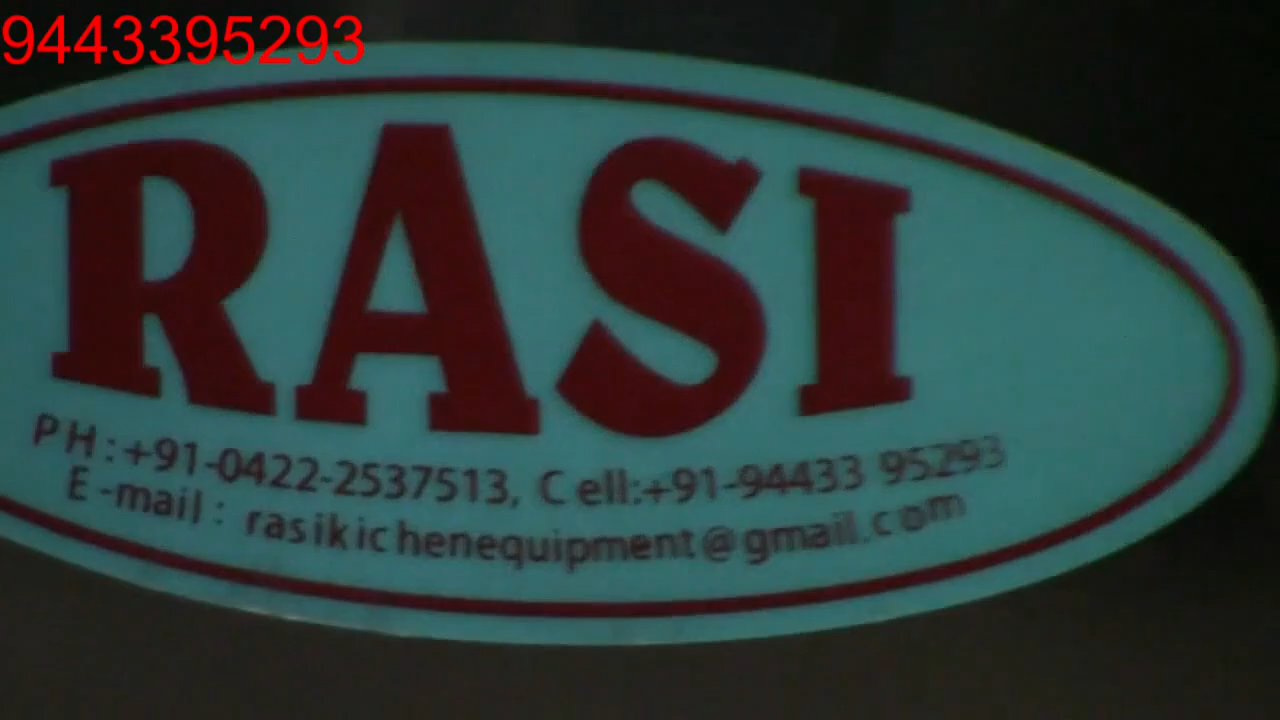 9443395293
RASI
PH:+91-0422-2537513, Cell:+91-94433 95293
E-mail: rasikichenequipment@gmail.com